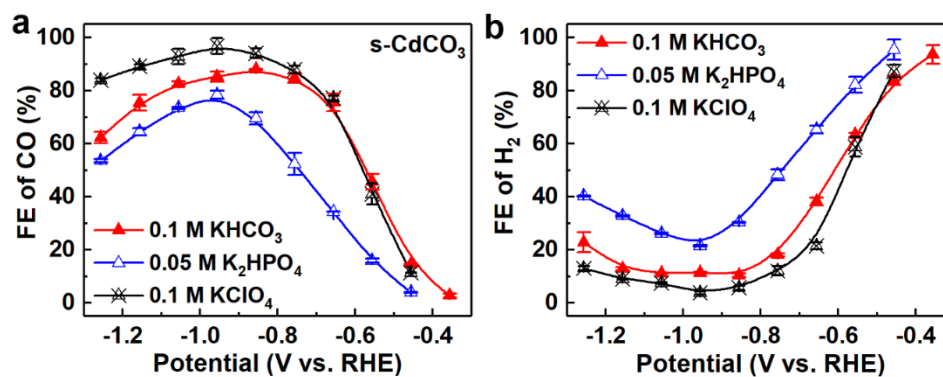 a
s-CdCO₃
FE of CO (%)
100
80
60
40
20
0
0.1 M KHCO₃
0.05 M K₂HPO₄
0.1 M KClO₄
-1.2
-1.0
-0.8
-0.6
-0.4
Potential (V vs. RHE)
b
FE of H₂ (%)
100
80
60
40
20
0
0.1 M KHCO₃
0.05 M K₂HPO₄
0.1 M KClO₄
-1.2
-1.0
-0.8
-0.6
-0.4
Potential (V vs. RHE)